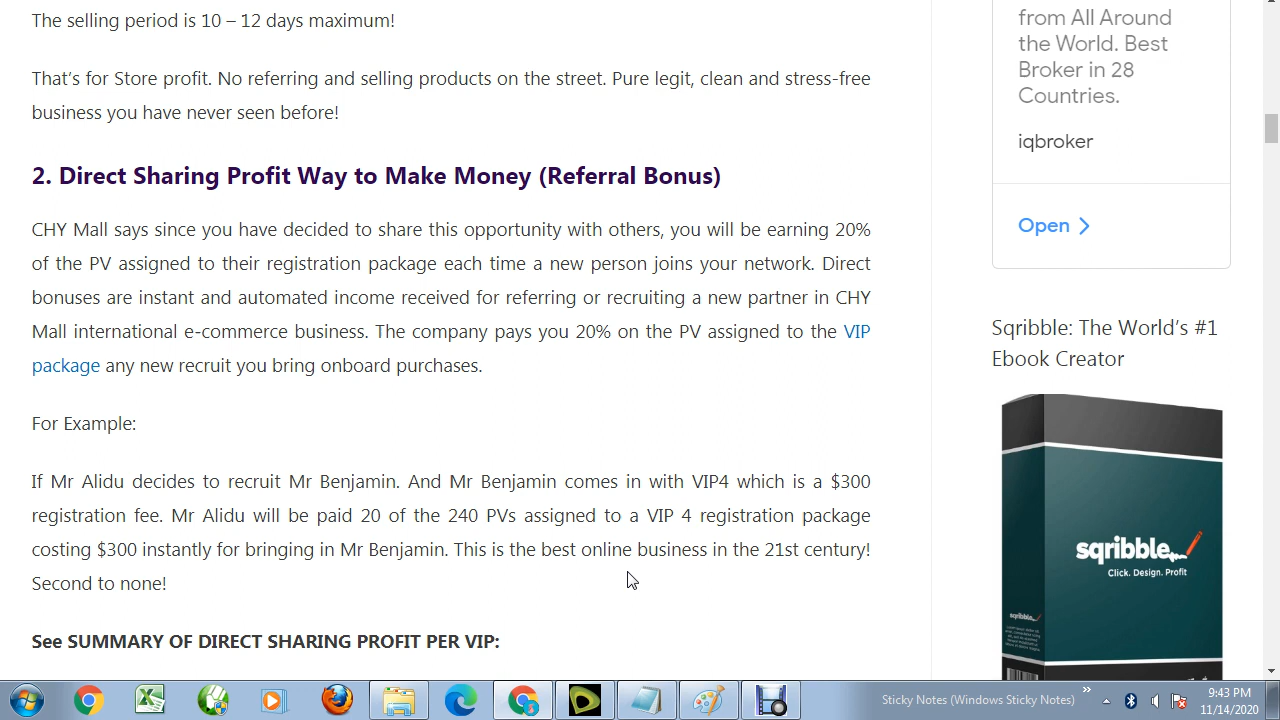 The selling period is 10 – 12 days maximum!
That's for Store profit. No referring and selling products on the street. Pure legit, clean and stress-free
business you have never seen before!
2. Direct Sharing Profit Way to Make Money (Referral Bonus)
CHY Mall says since you have decided to share this opportunity with others, you will be earning 20%
of the PV assigned to their registration package each time a new person joins your network. Direct
bonuses are instant and automated income received for referring or recruiting a new partner in CHY
Mall international e-commerce business. The company pays you 20% on the PV assigned to the VIP
package any new recruit you bring onboard purchases.
For Example:
If Mr Alidu decides to recruit Mr Benjamin. And Mr Benjamin comes in with VIP4 which is a $300
registration fee. Mr Alidu will be paid 20 of the 240 PVs assigned to a VIP 4 registration package
costing $300 instantly for bringing in Mr Benjamin. This is the best online business in the 21st century!
Second to none!
See SUMMARY OF DIRECT SHARING PROFIT PER VIP:
from All Around
the World. Best
Broker in 28
Countries.
iqbroker
Open
Sqribble: The World's #1
Ebook Creator
sqribble
Click. Design. Profit
sqribble
Sticky Notes (Windows Sticky Notes)
9:43 PM
11/14/2020